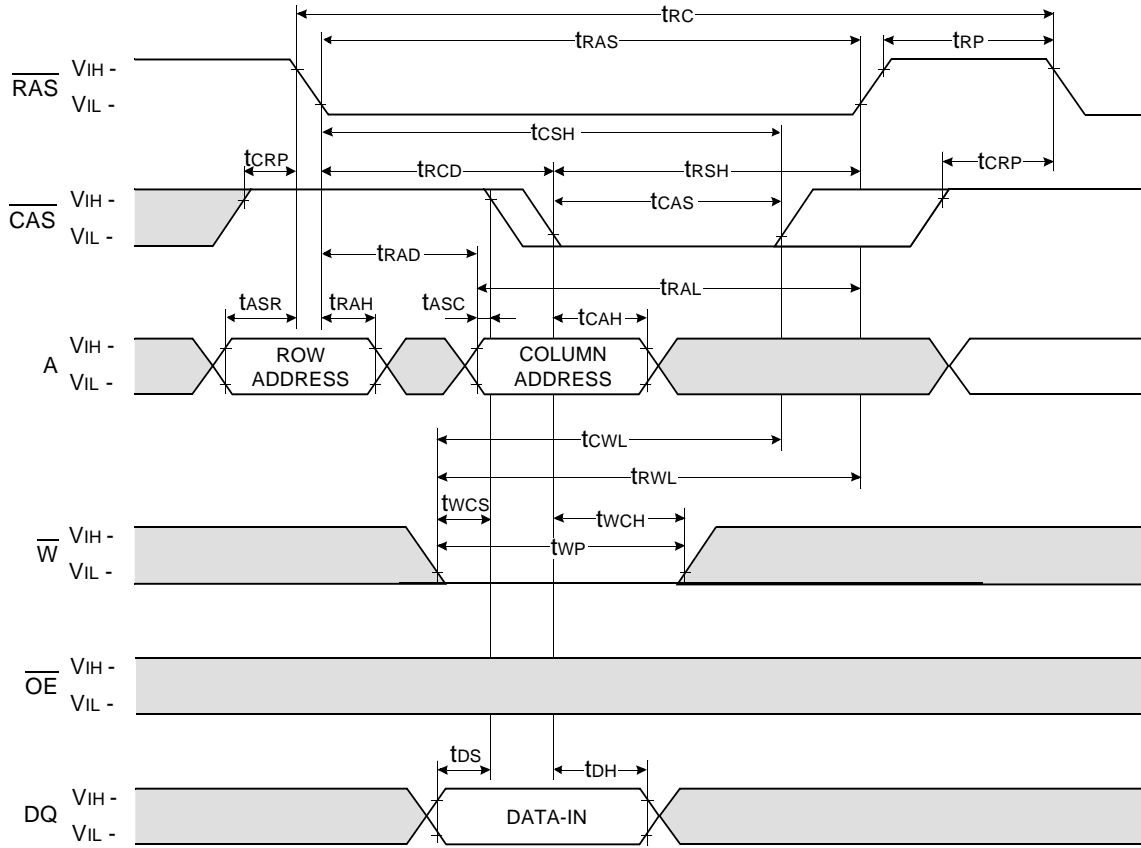 tRC
tRAS
tRP
RAS
VIH -
VIL -
tCSH
tCRP
tRCD
tRSH
tCRP
CAS
VIH -
VIL -
tCAS
tRAD
tRAL
tASR
tRAH
tASC
tCAH
A
VIH -
VIL -
ROW
ADDRESS
COLUMN
ADDRESS
tCWL
tRWL
tWCS
tWCH
W
VIH -
VIL -
tWP
OE
VIH -
VIL -
tDS
tDH
DQ
VIH -
VIL -
DATA-IN